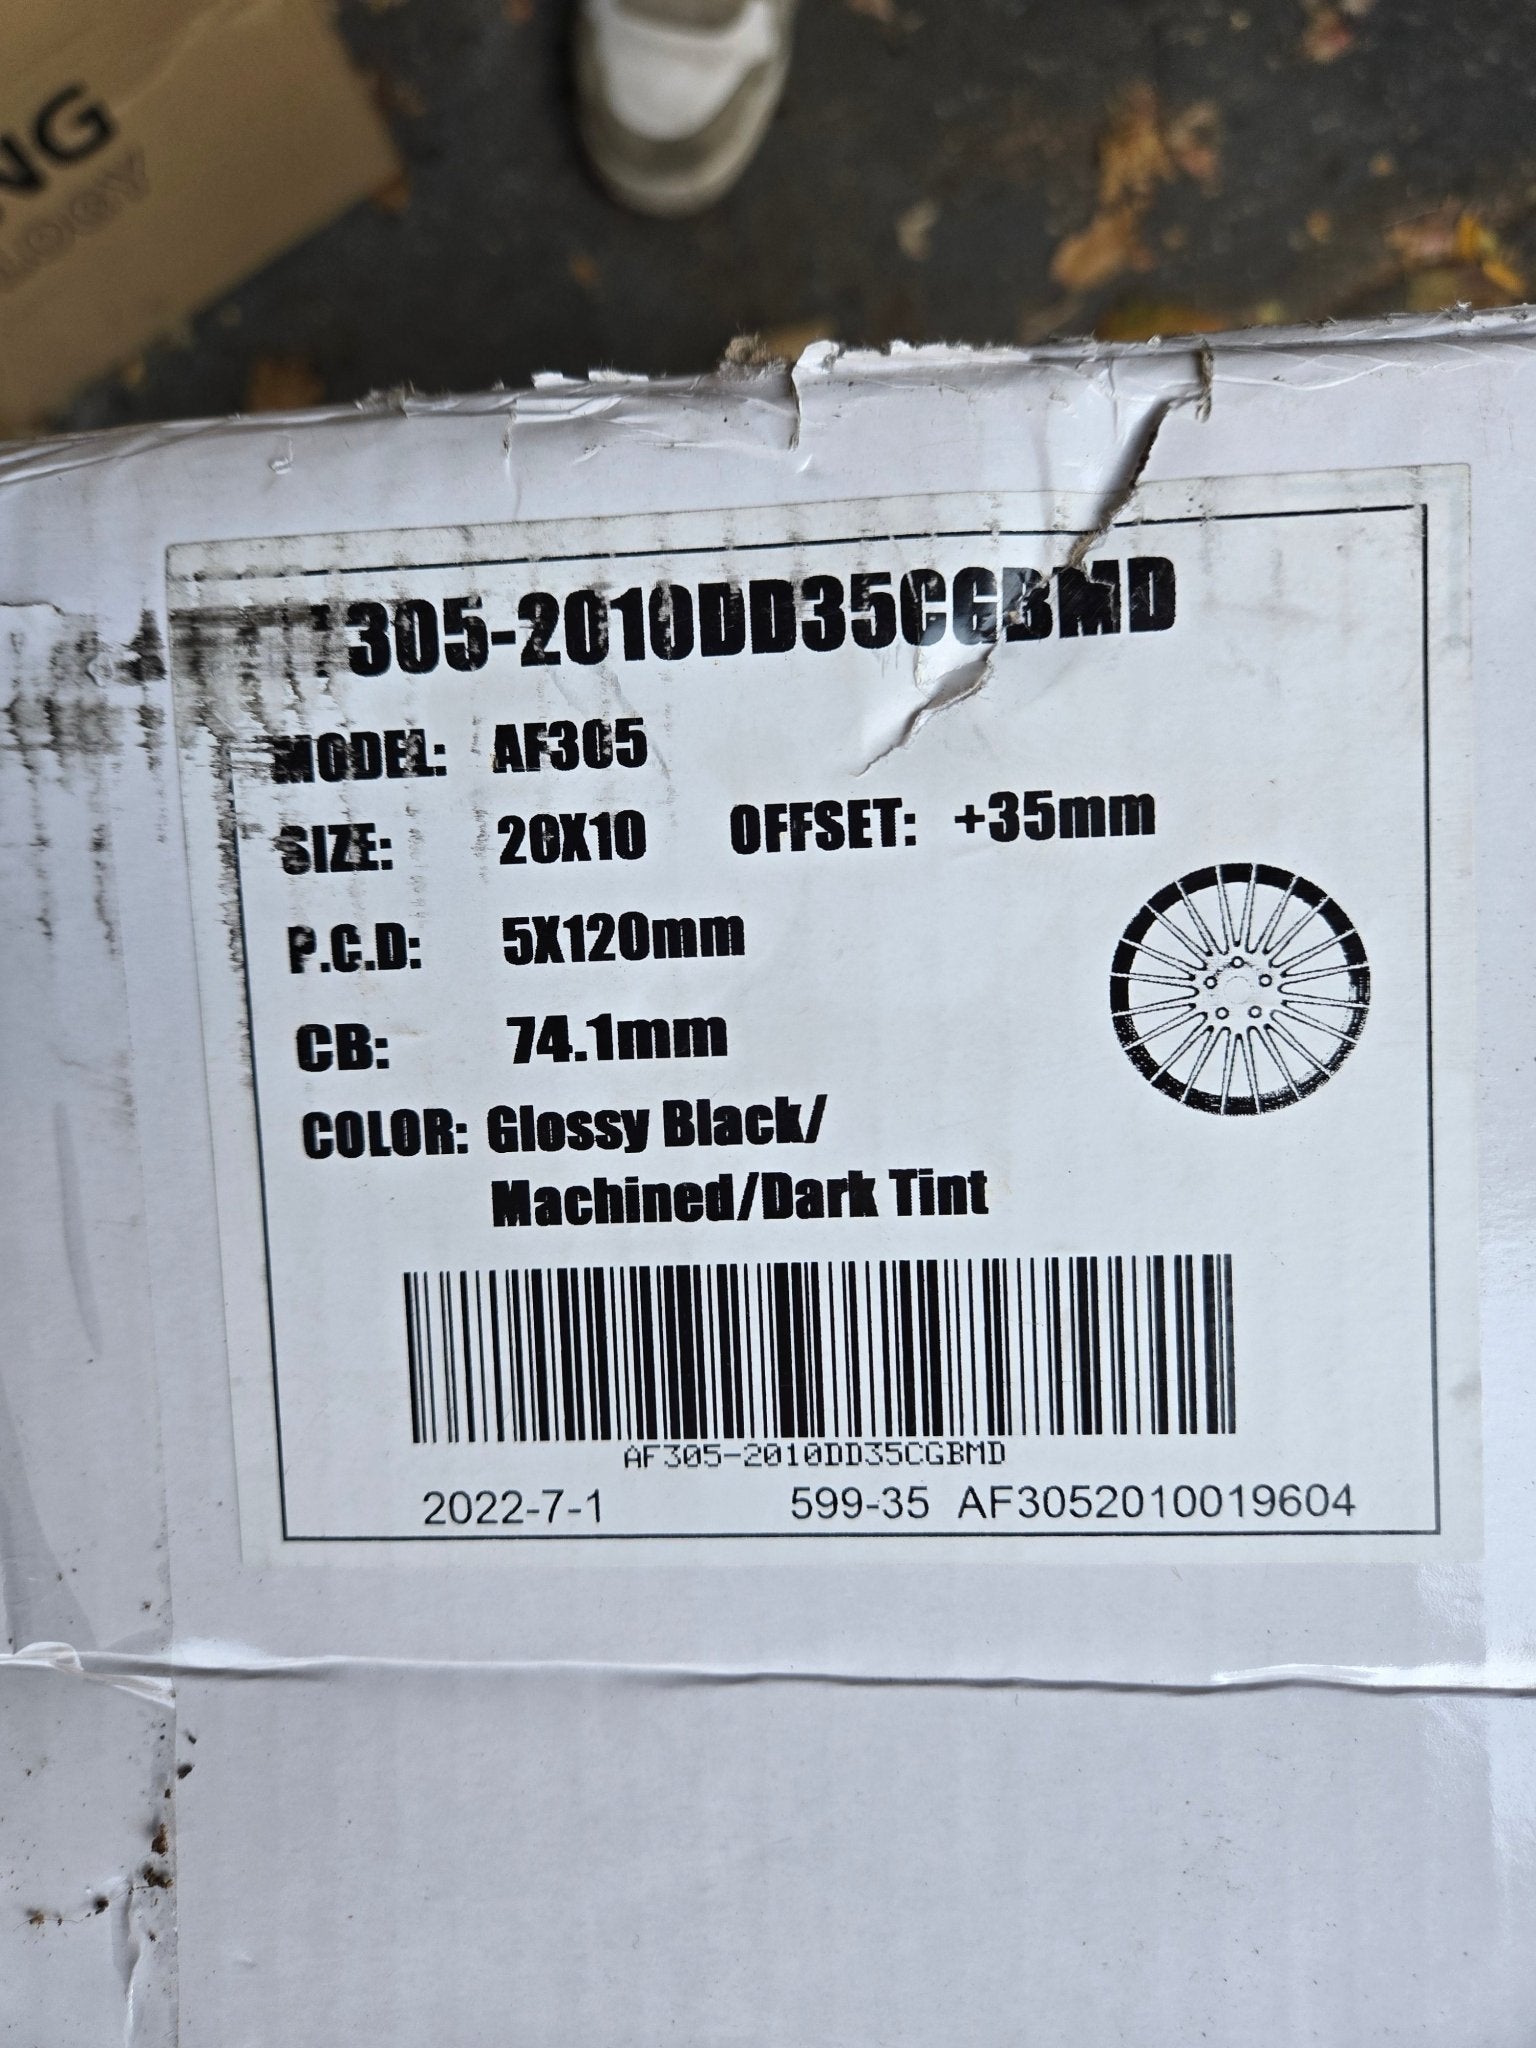 305-2010DD35CGBMD
MODEL: AF305
SIZE: 20X10 OFFSET: +35mm
P.C.D: 5X120mm
CB: 74.1mm
COLOR: Glossy Black/
Machined/Dark Tint
AF305-2010DD35CGBMD
2022-7-1 599-35 AF3052010019604